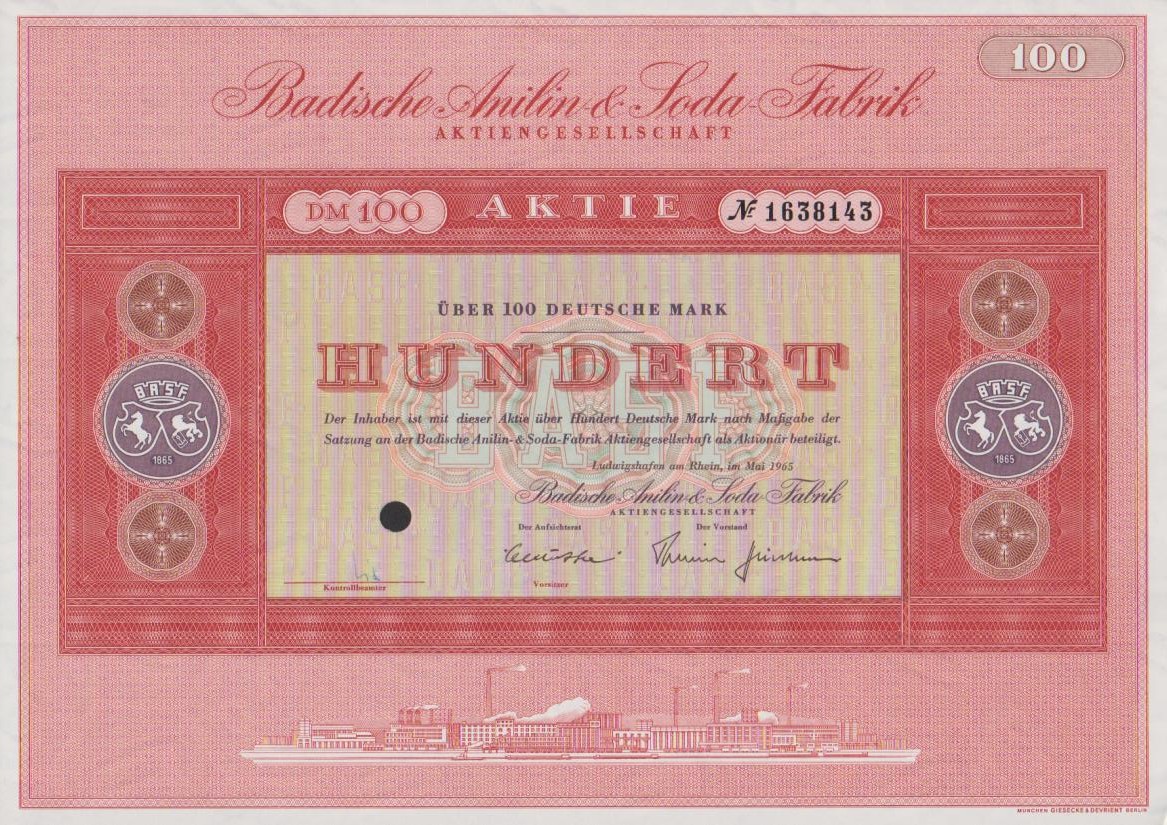 100
Badische Anilin- & Soda-Fabrik
AKTIENGESELLSCHAFT
DM 100 AKTIE № 1638143
ÜBER 100 DEUTSCHE MARK
HUNDERT
BASF
Der Inhaber ist mit dieser Aktie über Hundert Deutsche Mark nach Maßgabe der
Satzung an der Badische Anilin- & Soda-Fabrik Aktiengesellschaft als Aktionär beteiligt.
Ludwigshafen am Rhein, im Mai 1965
Badische Anilin- & Soda-Fabrik
AKTIENGESELLSCHAFT
Der Aufsichtsrat Der Vorstand
Kontrollbeamter Vorsitzer
BASF
1865
BASF
1865
MÜNCHEN GIESECKE & DEVRIENT BERLIN